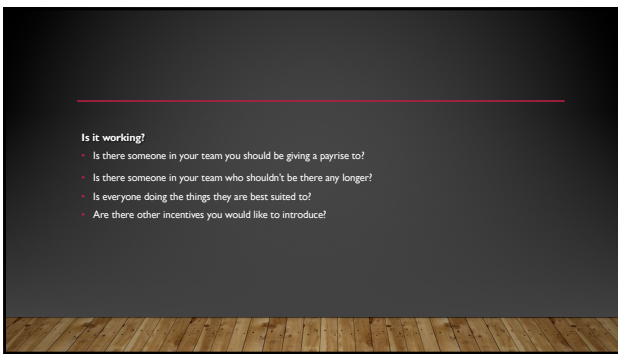 Is it working?
• Is there someone in your team you should be giving a payrise to?
• Is there someone in your team who shouldn't be there any longer?
• Is everyone doing the things they are best suited to?
• Are there other incentives you would like to introduce?